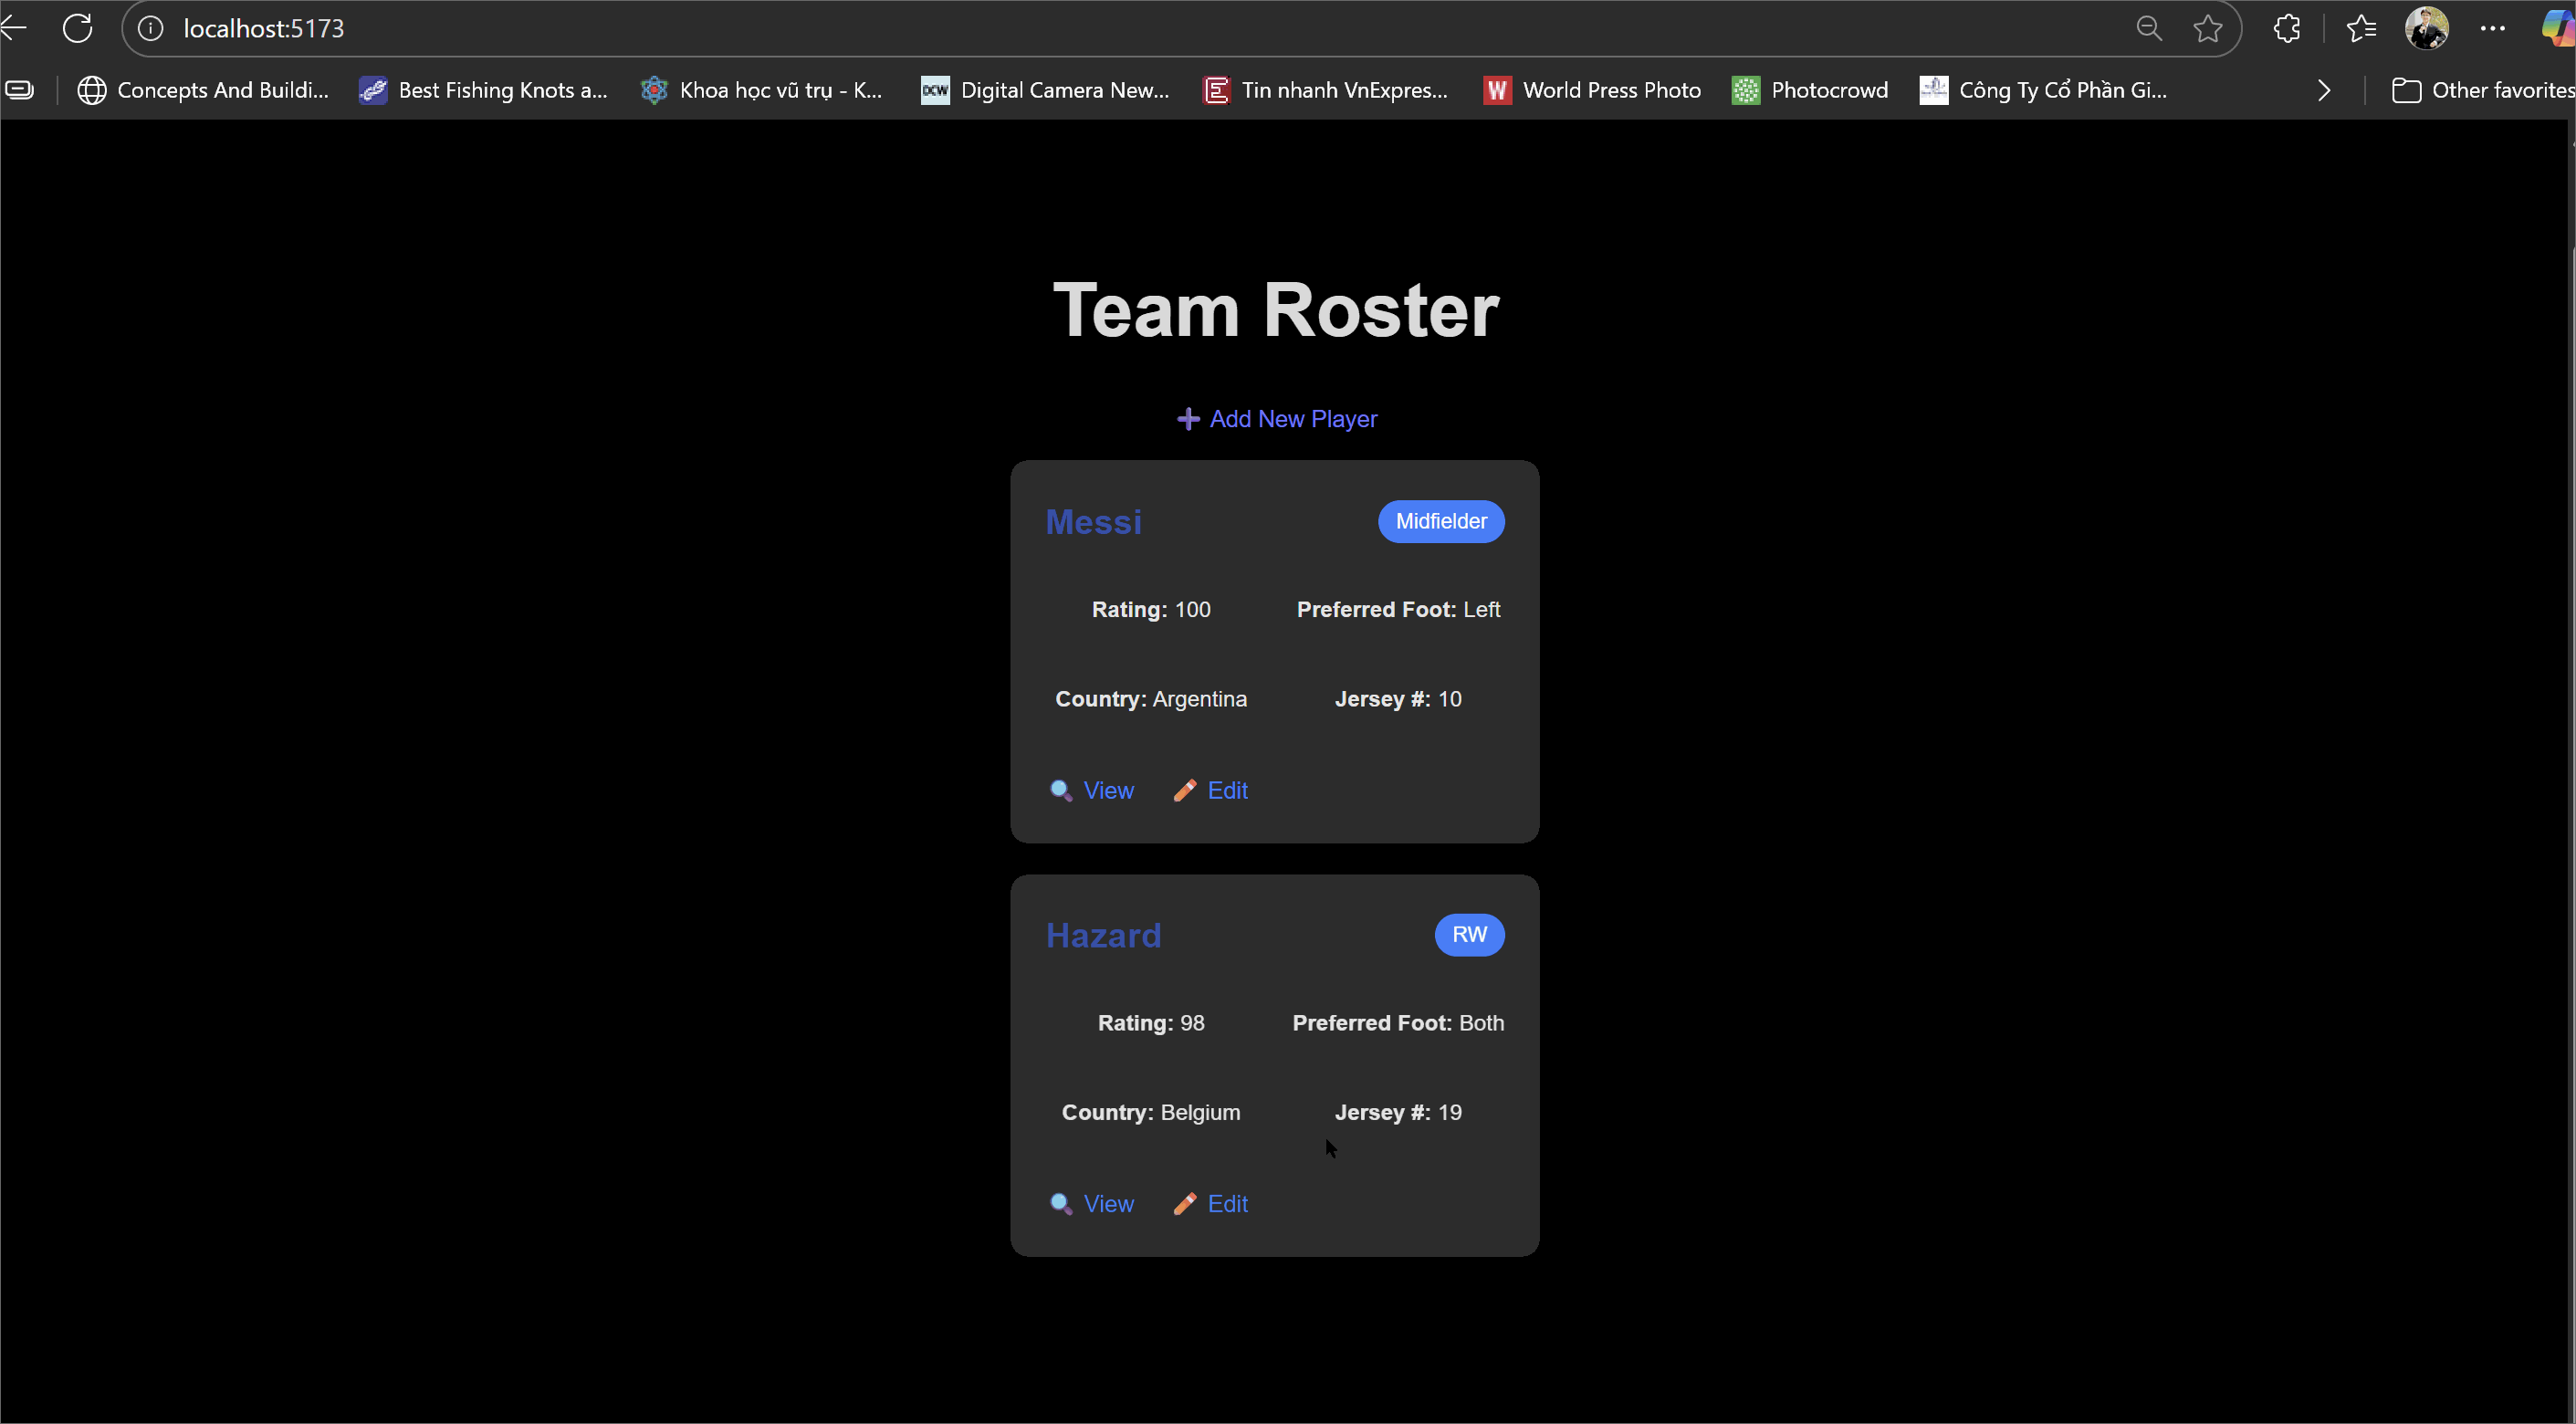 localhost:5173
Concepts And Buildi...
Best Fishing Knots a...
Khoa học vũ trụ - K...
DCW
Digital Camera New...
Tin nhanh VnExpres...
W
World Press Photo
Photocrowd
Công Ty Cổ Phần Gi...
Other favorites
Team Roster
Add New Player
Messi
Midfielder
Rating: 100
Preferred Foot: Left
Country: Argentina
Jersey #: 10
View
Edit
Hazard
RW
Rating: 98
Preferred Foot: Both
Country: Belgium
Jersey #: 19
View
Edit